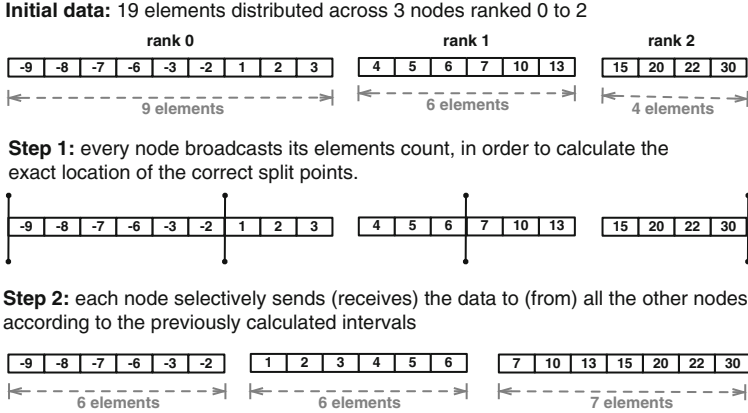 Initial data: 19 elements distributed across 3 nodes ranked 0 to 2
rank 0 rank 1 rank 2
-9 -8 -7 -6 -3 -2 1 2 3 4 5 6 7 10 13 15 20 22 30
9 elements 6 elements 4 elements
Step 1: every node broadcasts its elements count, in order to calculate the
exact location of the correct split points.
-9 -8 -7 -6 -3 -2 1 2 3 4 5 6 7 10 13 15 20 22 30
Step 2: each node selectively sends (receives) the data to (from) all the other nodes
according to the previously calculated intervals
-9 -8 -7 -6 -3 -2 1 2 3 4 5 6 7 10 13 15 20 22 30
6 elements 6 elements 7 elements